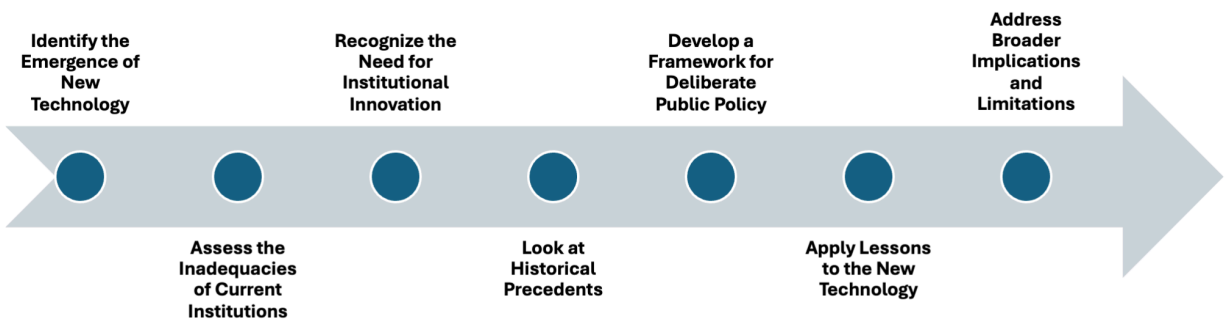 Identify the
Emergence of
New
Technology
Assess the
Inadequacies
of Current
Institutions
Recognize the
Need for
Institutional
Innovation
Look at
Historical
Precedents
Develop a
Framework for
Deliberate
Public Policy
Apply Lessons
to the New
Technology
Address
Broader
Implications
and
Limitations